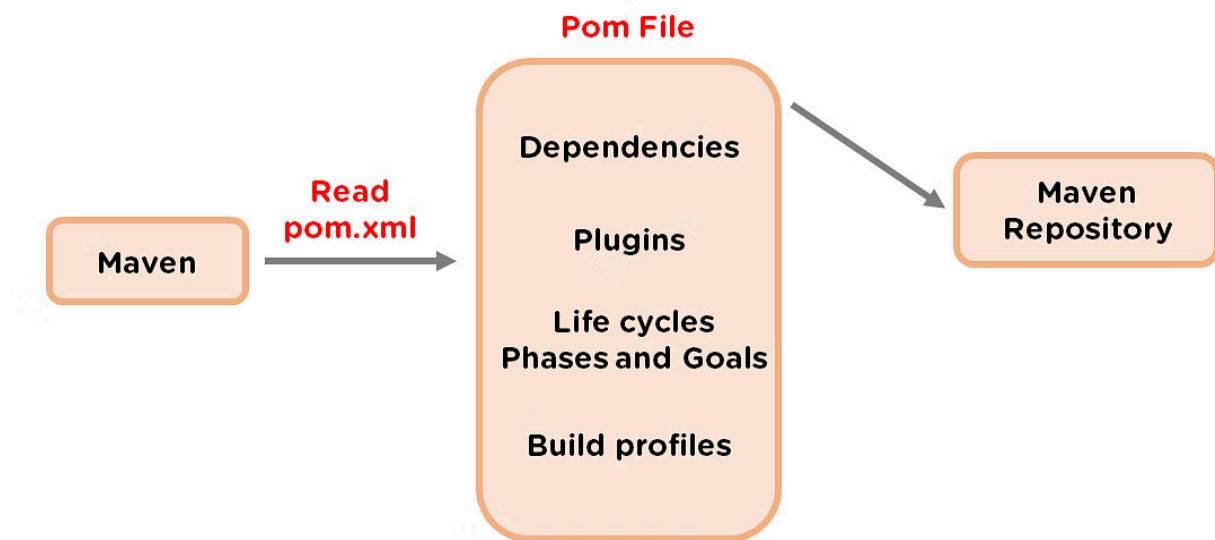 Pom File
Read
pom.xml
Maven
Dependencies
Plugins
Life cycles
Phases and Goals
Build profiles
Maven
Repository